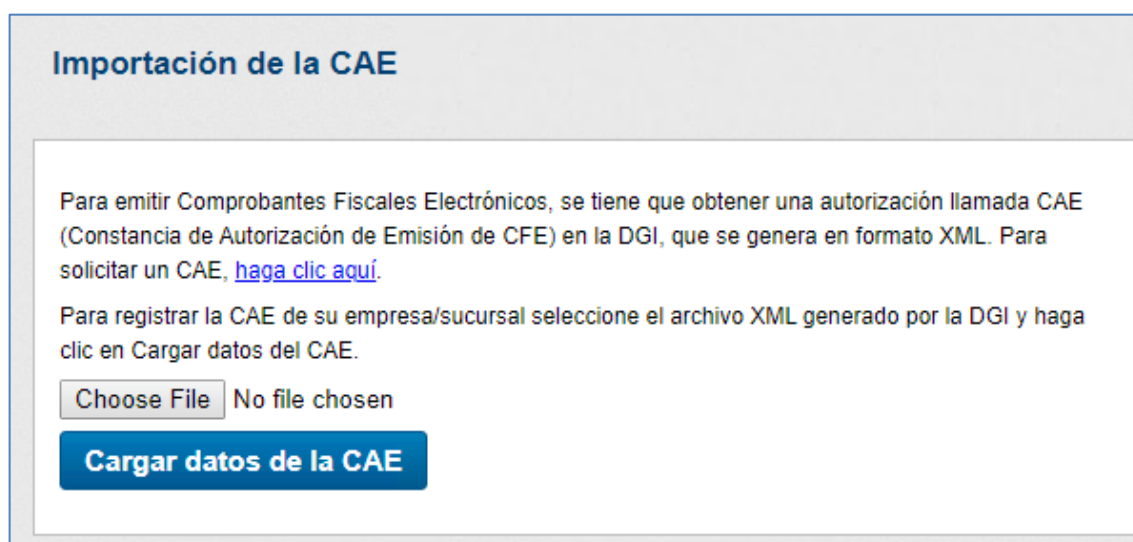 Importación de la CAE
Para emitir Comprobantes Fiscales Electrónicos, se tiene que obtener una autorización llamada CAE
(Constancia de Autorización de Emisión de CFE) en la DGI, que se genera en formato XML. Para
solicitar un CAE, haga clic aquí.
Para registrar la CAE de su empresa/sucursal seleccione el archivo XML generado por la DGI y haga
clic en Cargar datos del CAE.
Choose File No file chosen
Cargar datos de la CAE